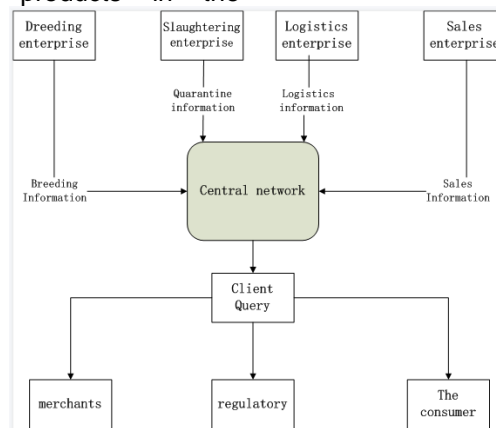 products in the
Dreeding
enterprise
Slaughtering
enterprise
Logistics
enterprise
Sales
enterprise
Quarantine
information
Logistics
information
Breeding
Information
Central network
Sales
Information
Client
Query
merchants
regulatory
The
consumer